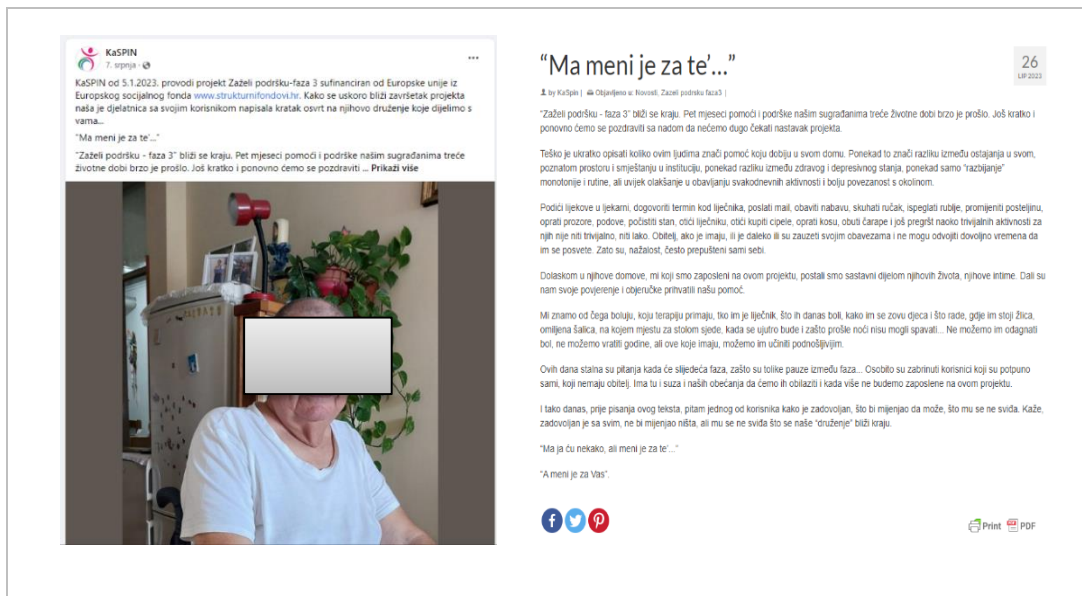 KaSPIN
7. srpnja ·
KaSPIN od 5.1.2023. provodi projekt Zaželi podršku-faza 3 sufinanciran od Europske unije iz
Europskog socijalnog fonda www.strukturnifondovi.hr. Kako se uskoro bliži završetak projekta
naša je djelatnica sa svojim korisnikom napisala kratak osvrt na njihovo druženje koje dijelimo s
vama...
"Ma meni je za te'..."
"Zaželi podršku - faza 3" bliži se kraju. Pet mjeseci pomoći i podrške našim sugrađanima treće
životne dobi brzo je prošlo. Još kratko i ponovno ćemo se pozdraviti ... Prikaži više
"Ma meni je za te'..."
26
LIP 2023
by KaSpin | Objavljeno u: Novosti, Zazeli podrsku faza3 |
"Zaželi podršku - faza 3" bliži se kraju. Pet mjeseci pomoći i podrške našim sugrađanima treće životne dobi brzo je prošlo. Još kratko i
ponovno ćemo se pozdraviti sa nadom da nećemo dugo čekati nastavak projekta.
Teško je ukratko opisati koliko ovim ljudima znači pomoć koju dobiju u svom domu. Ponekad to znači razliku između ostajanja u svom,
poznatom prostoru i smještanju u instituciju, ponekad razliku između zdravog i depresivnog stanja, ponekad samo "razbijanje"
monotonije i rutine, ali uvijek olakšanje u obavljanju svakodnevnih aktivnosti i bolju povezanost s okolinom.
Podići lijekove u ljekarni, dogovoriti termin kod liječnika, poslati mail, obaviti nabavu, skuhati ručak, ispeglati rublje, promijeniti posteljinu,
oprati prozore, podove, počistiti stan, otići liječniku, otići kupiti cipele, oprati kosu, obuti čarape i još pregršt naoko trivijalnih aktivnosti za
njih nije niti trivijalno, niti lako. Obitelj, ako je imaju, ili je daleko ili su zauzeti svojim obavezama i ne mogu odvojiti dovoljno vremena da
im se posvete. Zato su, nažalost, često prepušteni sami sebi.
Dolaskom u njihove domove, mi koji smo zaposleni na ovom projektu, postali smo sastavni dijelom njihovih života, njihove intime. Dali su
nam svoje povjerenje i objeručke prihvatili našu pomoć.
Mi znamo od čega boluju, koju terapiju primaju, tko im je liječnik, što ih danas boli, kako im se zovu djeca i što rade, gdje im stoji žlica,
omiljena šalica, na kojem mjestu za stolom sjede, kada se ujutro bude i zašto prošle noći nisu mogli spavati... Ne možemo im odagnati
bol, ne možemo vratiti godine, ali ove koje imaju, možemo im učiniti podnošljivijim.
Ovih dana stalna su pitanja kada će slijedeća faza, zašto su tolike pauze između faza... Osobito su zabrinuti korisnici koji su potpuno
sami, koji nemaju obitelj. Ima tu i suza i naših obećanja da ćemo ih obilaziti i kada više ne budemo zaposlene na ovom projektu.
I tako danas, prije pisanja ovog teksta, pitam jednog od korisnika kako je zadovoljan, što bi mijenjao da može, što mu se ne sviđa. Kaže,
zadovoljan je sa svim, ne bi mijenjao ništa, ali mu se ne sviđa što se naše "druženje" bliži kraju.
"Ma ja ću nekako, ali meni je za te'..."
"A meni je za Vas".
Print PDF